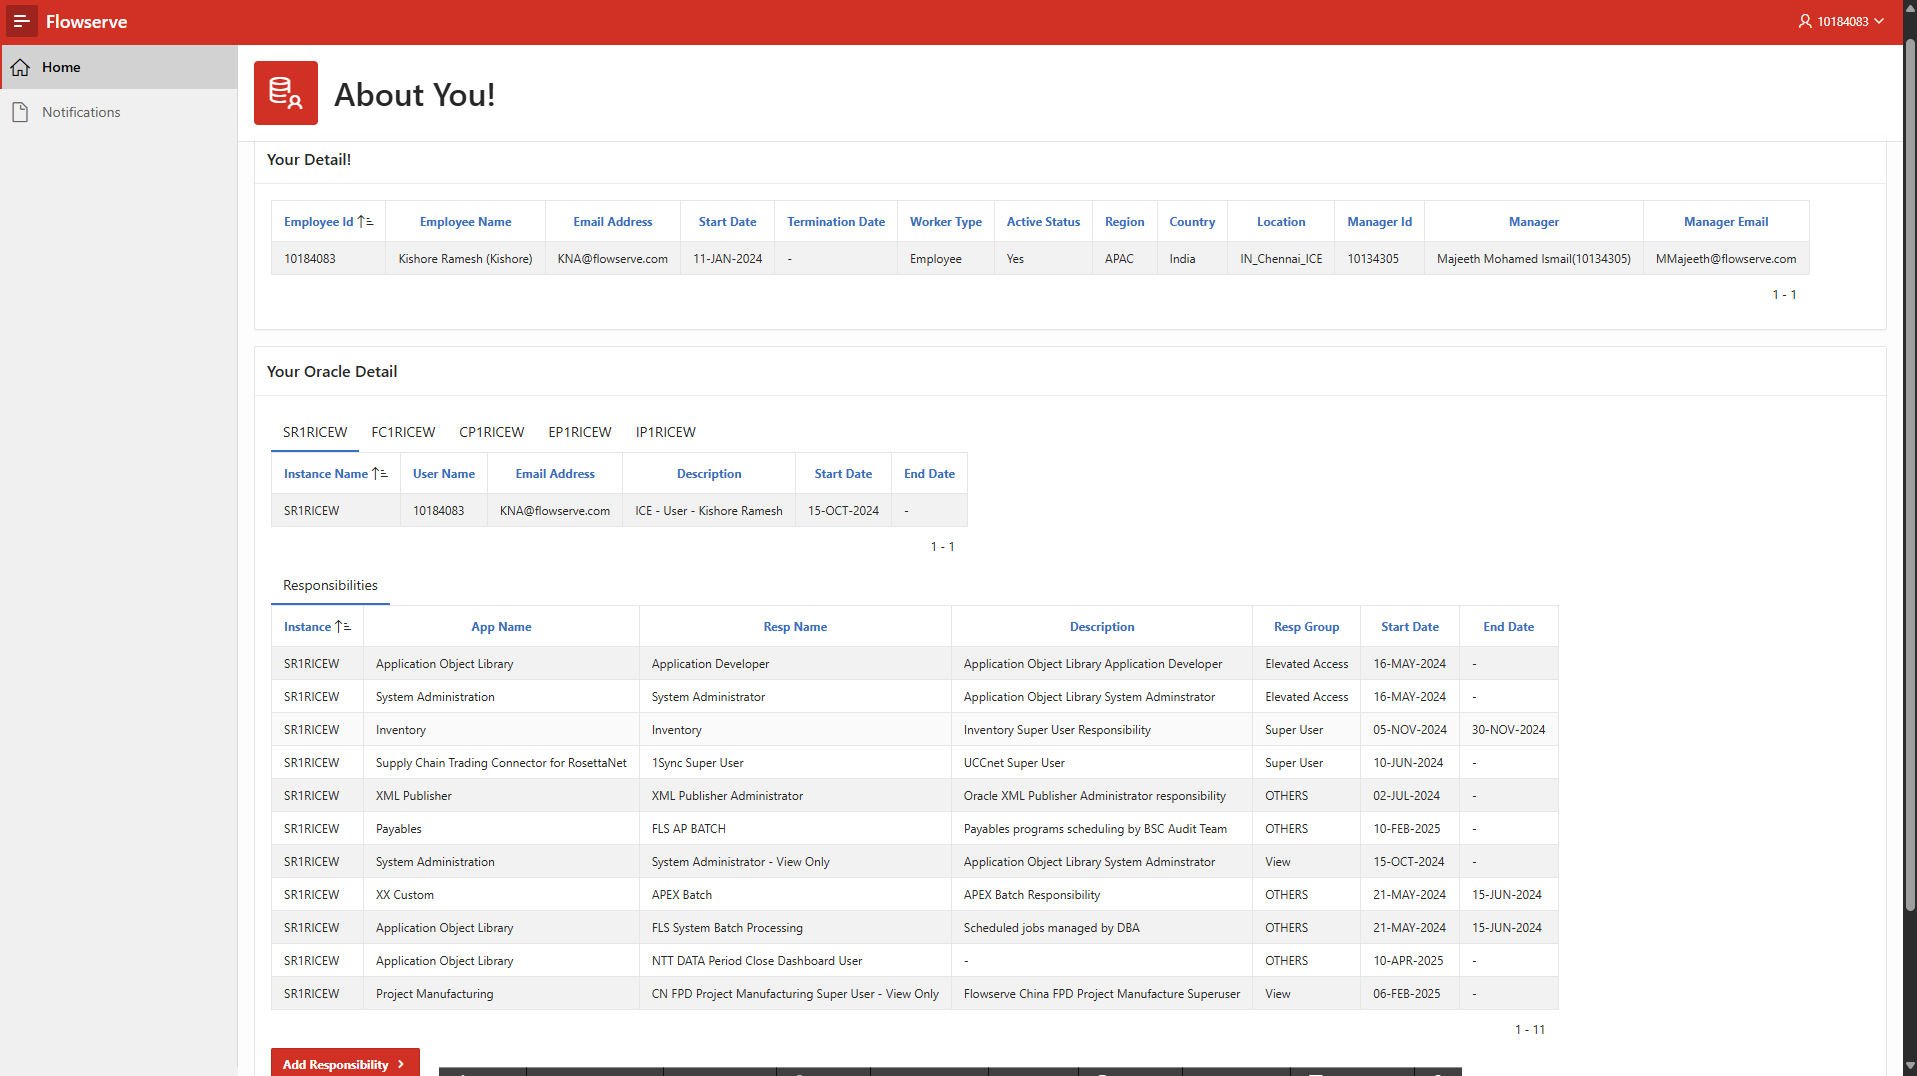 Flowserve
10184083
Home
Notifications
About You!
Your Detail!
Employee Id Employee Name Email Address Start Date Termination Date Worker Type Active Status Region Country Location Manager Id Manager Manager Email
10184083 Kishore Ramesh (Kishore) KNA@flowserve.com 11-JAN-2024 - Employee Yes APAC India IN_Chennai_ICE 10134305 Majeeth Mohamed Ismail(10134305) MMajeeth@flowserve.com
1 - 1
Your Oracle Detail
SR1RICEW FC1RICEW CP1RICEW EP1RICEW IP1RICEW
Instance Name User Name Email Address Description Start Date End Date
SR1RICEW 10184083 KNA@flowserve.com ICE - User - Kishore Ramesh 15-OCT-2024 -
1 - 1
Responsibilities
Instance App Name Resp Name Description Resp Group Start Date End Date
SR1RICEW Application Object Library Application Developer Application Object Library Application Developer Elevated Access 16-MAY-2024 -
SR1RICEW System Administration System Administrator Application Object Library System Adminstrator Elevated Access 16-MAY-2024 -
SR1RICEW Inventory Inventory Inventory Super User Responsibility Super User 05-NOV-2024 30-NOV-2024
SR1RICEW Supply Chain Trading Connector for RosettaNet 1Sync Super User UCCnet Super User Super User 10-JUN-2024 -
SR1RICEW XML Publisher XML Publisher Administrator Oracle XML Publisher Administrator responsibility OTHERS 02-JUL-2024 -
SR1RICEW Payables FLS AP BATCH Payables programs scheduling by BSC Audit Team OTHERS 10-FEB-2025 -
SR1RICEW System Administration System Administrator - View Only Application Object Library System Adminstrator View 15-OCT-2024 -
SR1RICEW XX Custom APEX Batch APEX Batch Responsibility OTHERS 21-MAY-2024 15-JUN-2024
SR1RICEW Application Object Library FLS System Batch Processing Scheduled jobs managed by DBA OTHERS 21-MAY-2024 15-JUN-2024
SR1RICEW Application Object Library NTT DATA Period Close Dashboard User - OTHERS 10-APR-2025 -
SR1RICEW Project Manufacturing CN FPD Project Manufacturing Super User - View Only Flowserve China FPD Project Manufacture Superuser View 06-FEB-2025 -
1 - 11
Add Responsibility